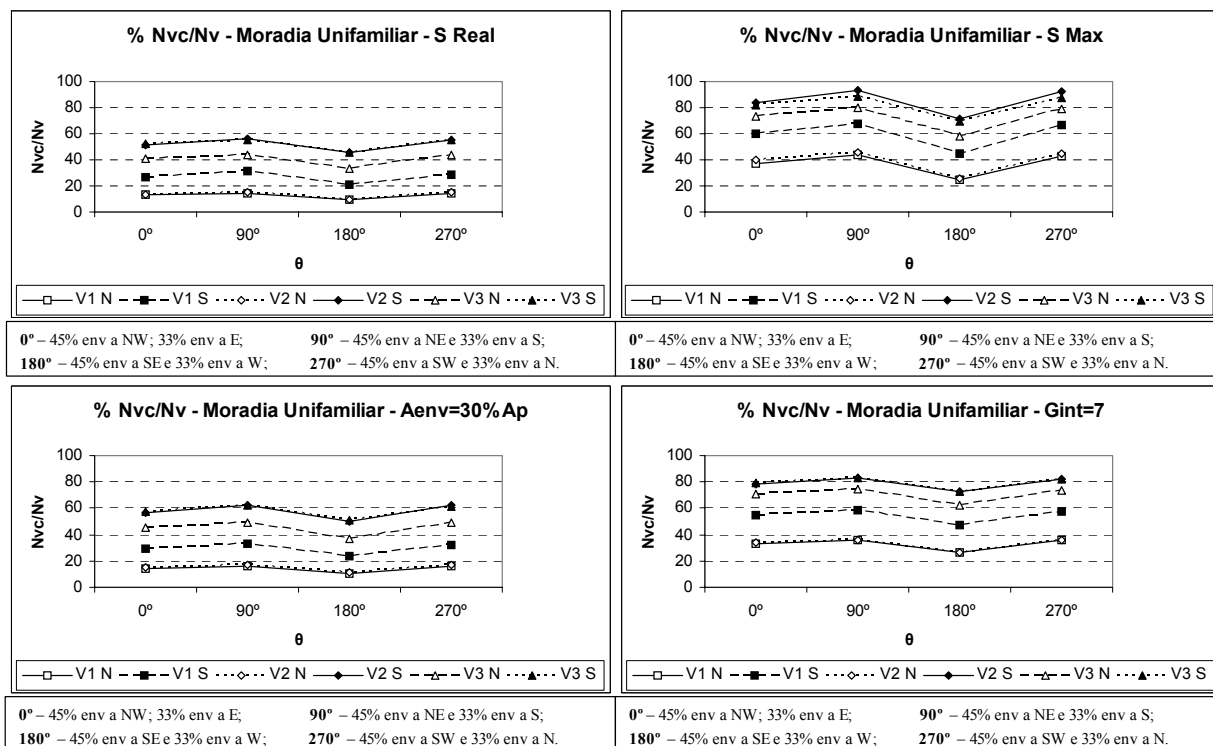 % Nvc/Nv - Moradia Unifamiliar - S Real
100
80
60
40
20
0
Nvc/Nv
0º 90º 180º 270º
θ
V1 N V1 S V2 N V2 S V3 N V3 S
0º – 45% env a NW; 33% env a E; 90º – 45% env a NE e 33% env a S;
180º – 45% env a SE e 33% env a W; 270º – 45% env a SW e 33% env a N.
% Nvc/Nv - Moradia Unifamiliar - S Max
100
80
60
40
20
0
Nvc/Nv
0º 90º 180º 270º
θ
V1 N V1 S V2 N V2 S V3 N V3 S
0º – 45% env a NW; 33% env a E; 90º – 45% env a NE e 33% env a S;
180º – 45% env a SE e 33% env a W; 270º – 45% env a SW e 33% env a N.
% Nvc/Nv - Moradia Unifamiliar - Aenv=30%Ap
100
80
60
40
20
0
Nvc/Nv
0º 90º 180º 270º
θ
V1 N V1 S V2 N V2 S V3 N V3 S
0º – 45% env a NW; 33% env a E; 90º – 45% env a NE e 33% env a S;
180º – 45% env a SE e 33% env a W; 270º – 45% env a SW e 33% env a N.
% Nvc/Nv - Moradia Unifamiliar - Gint=7
100
80
60
40
20
0
Nvc/Nv
0º 90º 180º 270º
θ
V1 N V1 S V2 N V2 S V3 N V3 S
0º – 45% env a NW; 33% env a E; 90º – 45% env a NE e 33% env a S;
180º – 45% env a SE e 33% env a W; 270º – 45% env a SW e 33% env a N.